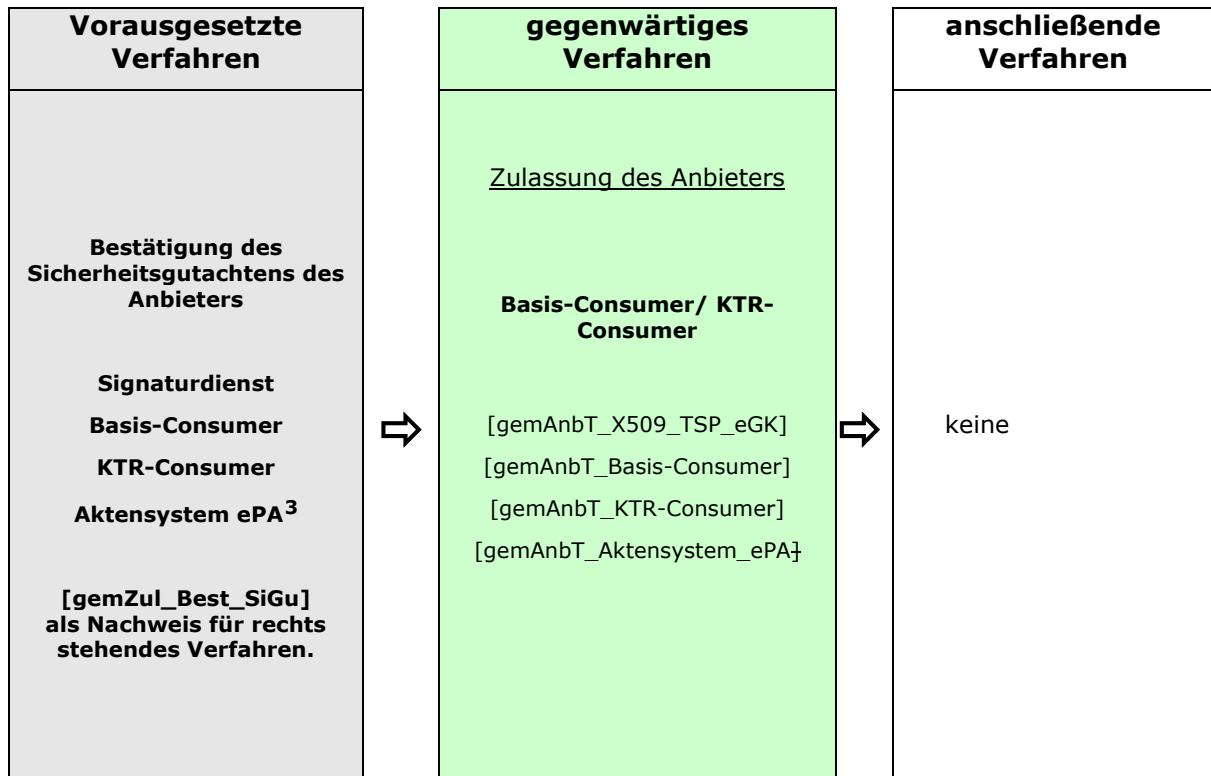 Vorausgesetzte
Verfahren
Bestätigung des
Sicherheitsgutachtens des
Anbieters
Signaturdienst
Basis-Consumer
KTR-Consumer
Aktensystem ePA3
[gemZul_Best_SiGu]
als Nachweis für rechts
stehendes Verfahren.
gegenwärtiges
Verfahren
Zulassung des Anbieters
Basis-Consumer/ KTR-
Consumer
[gemAnbT_X509_TSP_eGK]
[gemAnbT_Basis-Consumer]
[gemAnbT_KTR-Consumer]
[gemAnbT_Aktensystem_ePA]
anschließende
Verfahren
keine